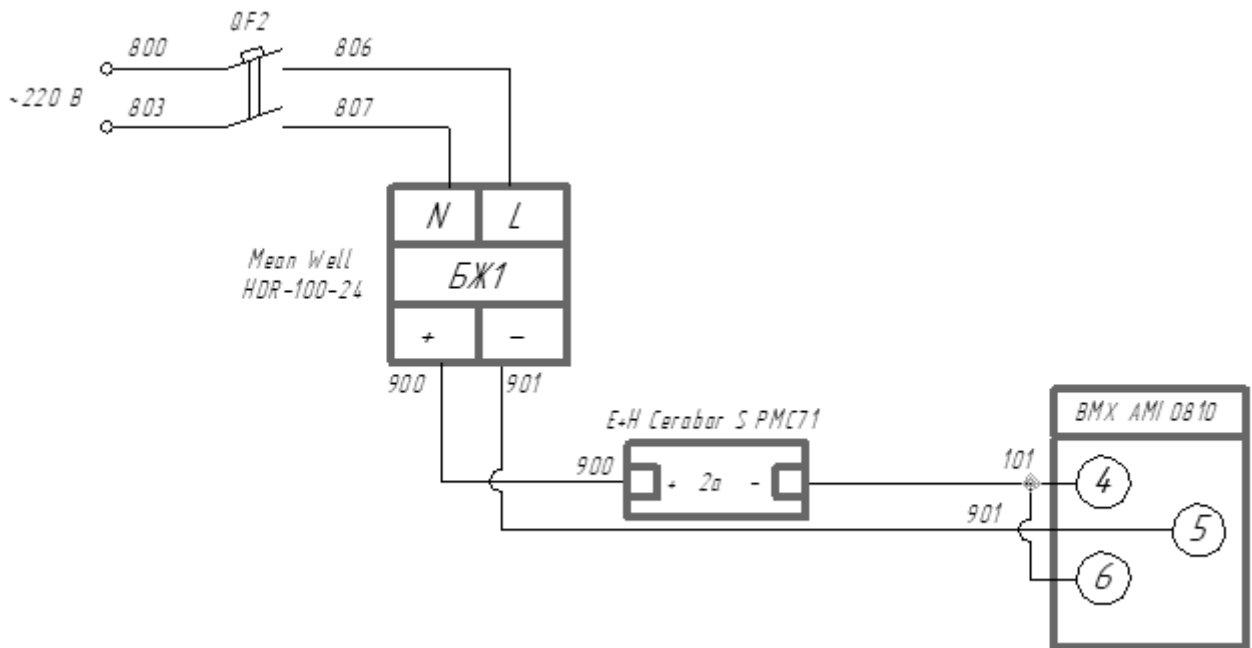 QF2
800
806
~220 В
803
807
N
L
Mean Well
HDR-100-24
БЖ1
+
-
900
901
E+H Cerabar S PMC71
BMX AMI 0810
900
+ 2a -
101
4
901
5
6